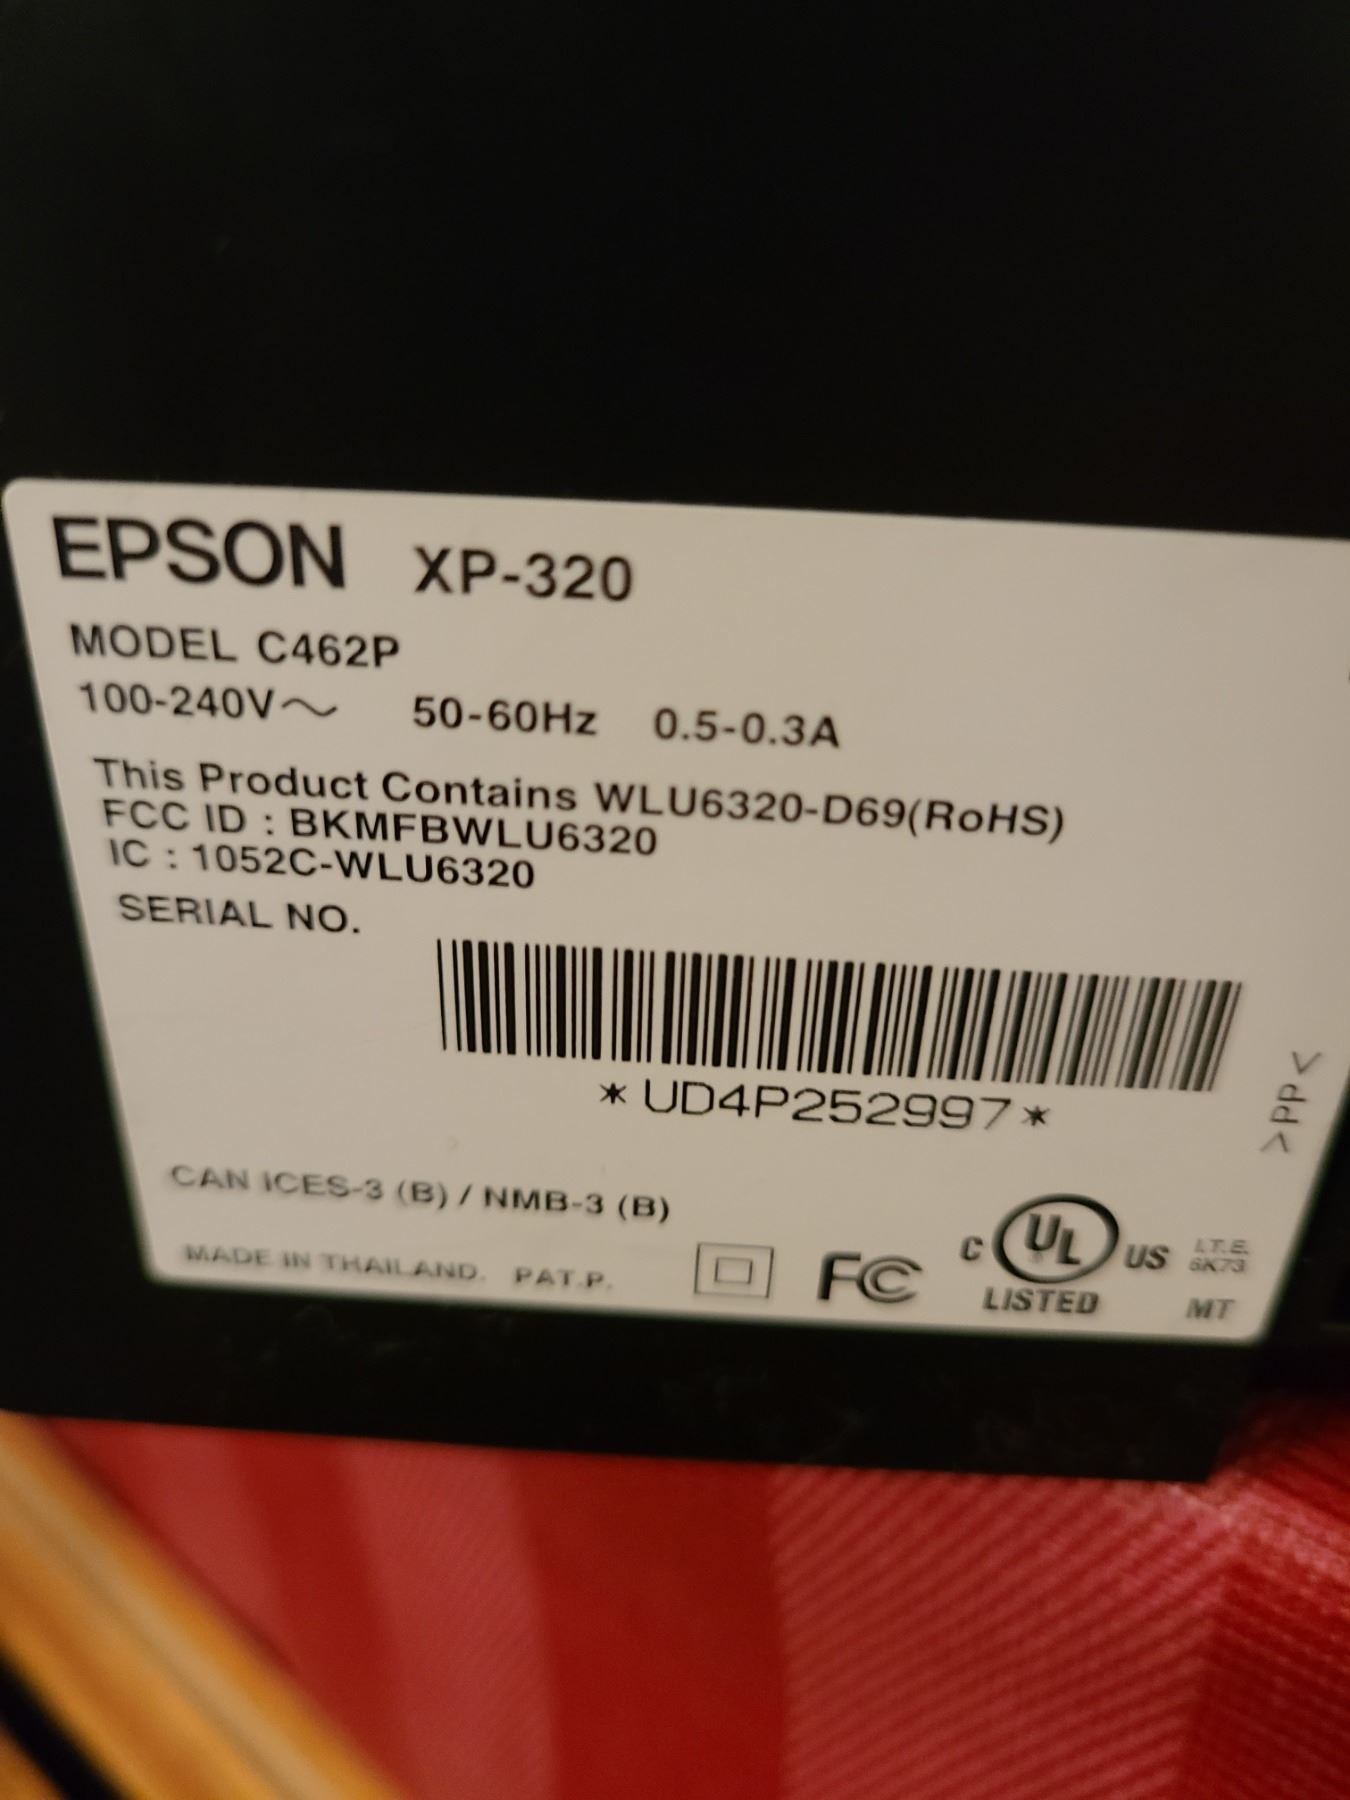 EPSON XP-320
MODEL C462P
100-240V～ 50-60Hz 0.5-0.3A
This Product Contains WLU6320-D69(RoHS)
FCC ID : BKMFBWLU6320
IC : 1052C-WLU6320
SERIAL NO.
*UD4P252997*
>PP<
CAN ICES-3 (B) / NMB-3 (B)
MADE IN THAILAND. PAT.P.
FC
C UL US
LISTED
I.T.E.
6K73
MT